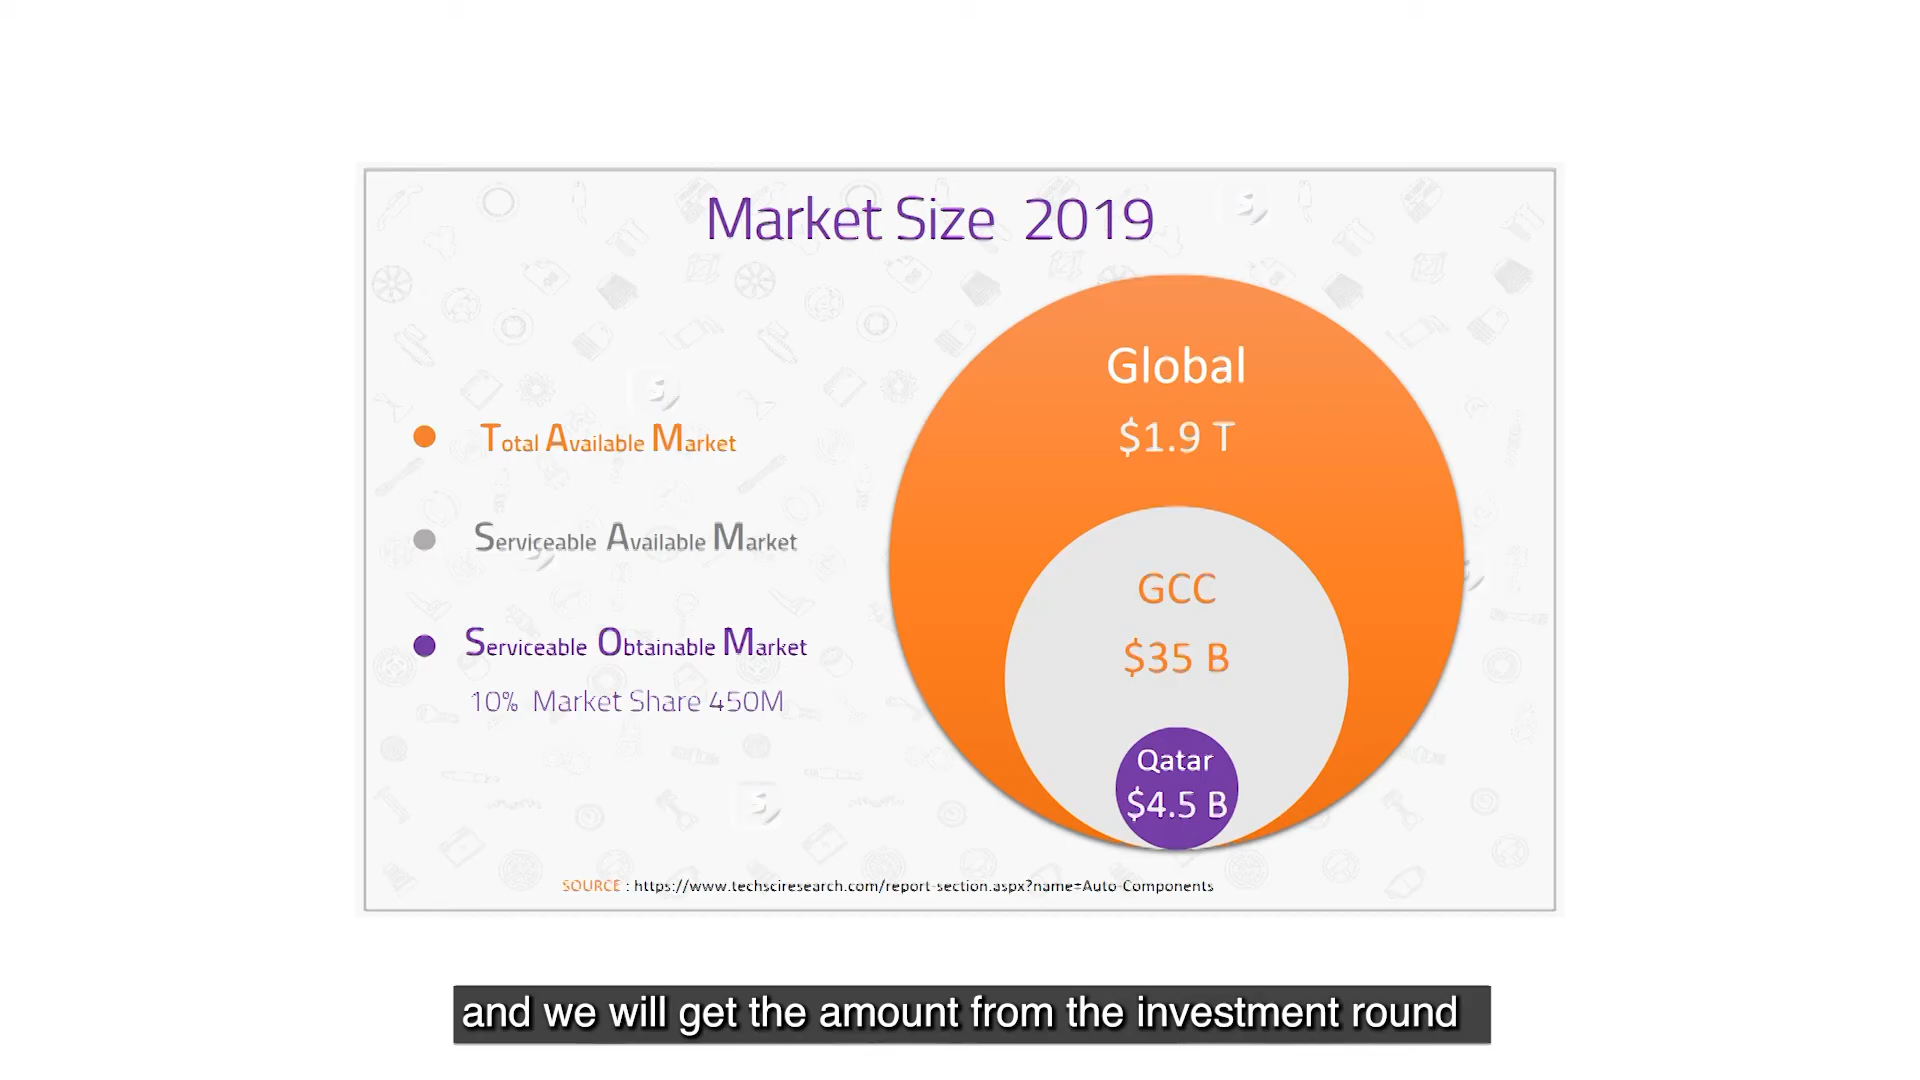 Market Size 2019
Total Available Market
Serviceable Available Market
Serviceable Obtainable Market
10% Market Share 450M
Global
$1.9 T
GCC
$35 B
Qatar
$4.5 B
SOURCE : https://www.techsciresearch.com/report-section.aspx?name=Auto-Components
and we will get the amount from the investment round